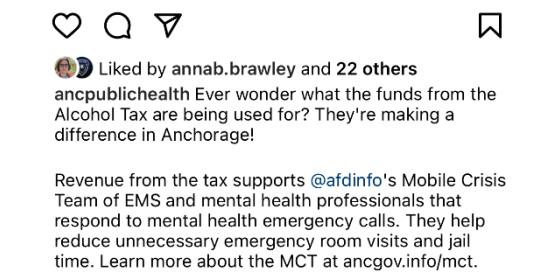 Liked by annab.brawley and 22 others
ancpublichealth Ever wonder what the funds from the
Alcohol Tax are being used for? They're making a
difference in Anchorage!
Revenue from the tax supports @afdinfo's Mobile Crisis
Team of EMS and mental health professionals that
respond to mental health emergency calls. They help
reduce unnecessary emergency room visits and jail
time. Learn more about the MCT at ancgov.info/mct.